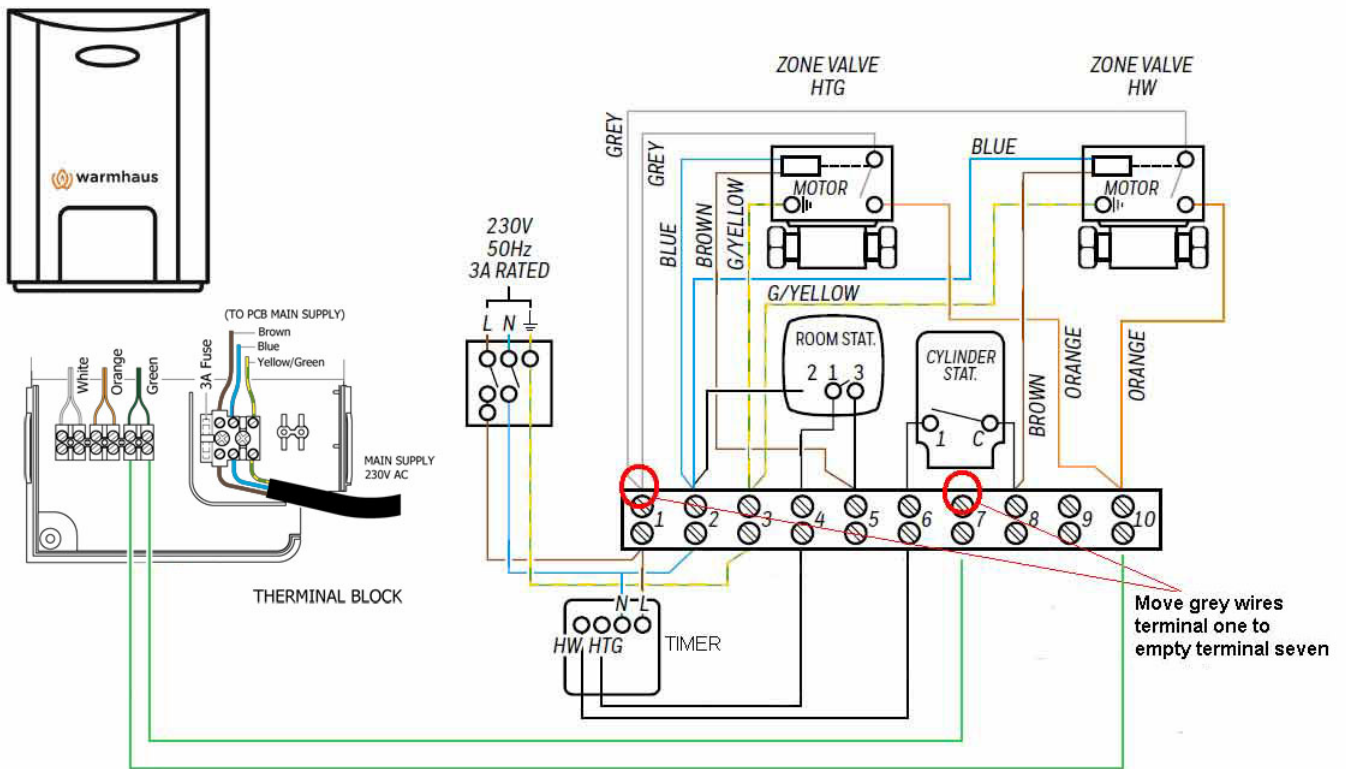 warmhaus
(TO PCB MAIN SUPPLY)
Brown
Blue
Yellow/Green
White
Orange
Green
3A Fuse
MAIN SUPPLY
230V AC
THERMINAL BLOCK
230V
50Hz
3A RATED
L N
ZONE VALVE
HTG
ZONE VALVE
HW
GREY
GREY
BLUE
BROWN
G/YELLOW
BLUE
MOTOR
MOTOR
G/YELLOW
ROOM STAT.
2 1 3
CYLINDER
STAT.
1 C
BROWN
ORANGE
ORANGE
1 2 3 4 5 6 7 8 9 10
N L
HW HTG
TIMER
Move grey wires
terminal one to
empty terminal seven